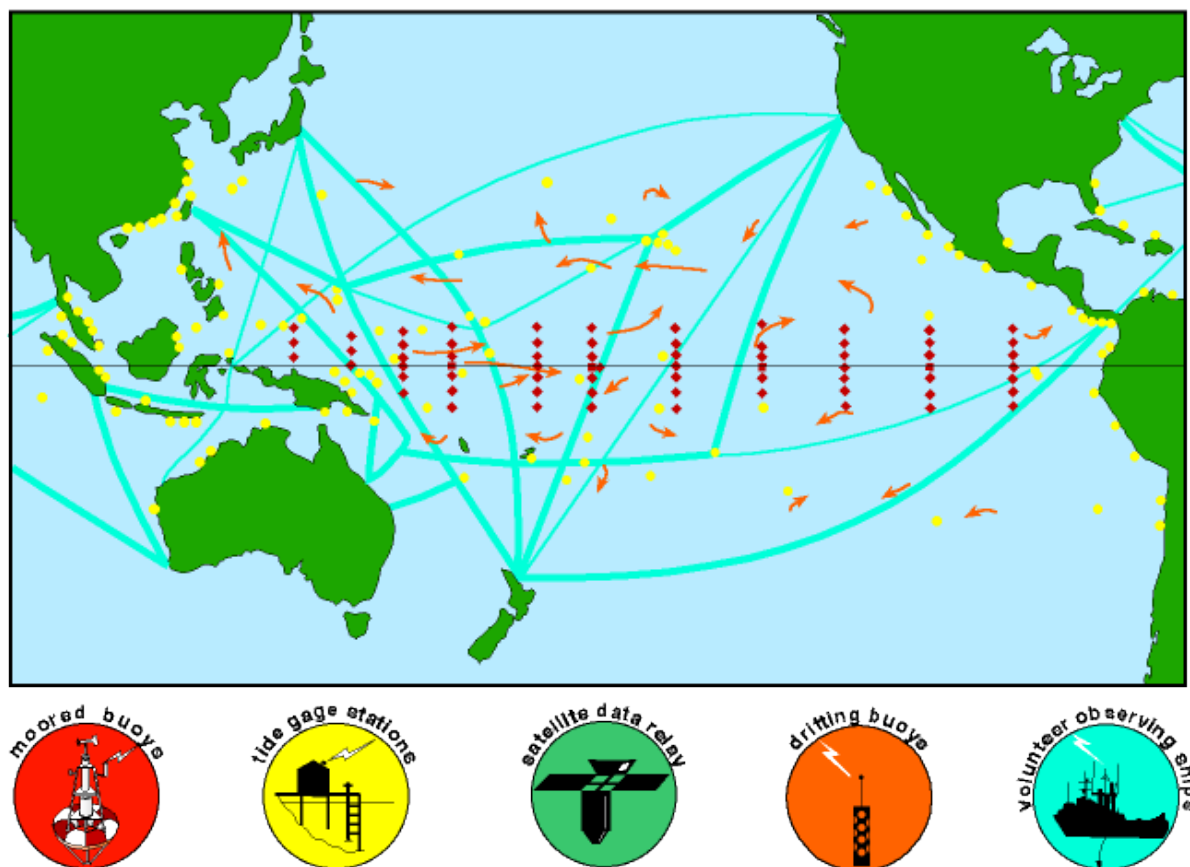 moored buoys
tide gage stations
satellite data relay
drifting buoys
volunteer observing ships